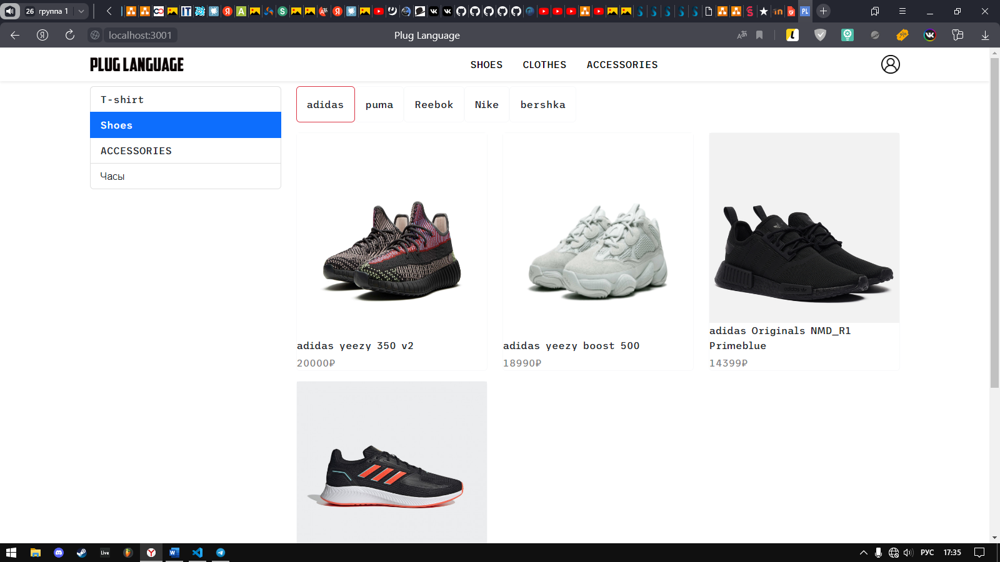 26 группа 1
localhost:3001
Plug Language
PLUG LANGUAGE
SHOES CLOTHES ACCESSORIES
T-shirt
Shoes
ACCESSORIES
Часы
adidas puma Reebok Nike bershka
adidas yeezy 350 v2
20000₽
adidas yeezy boost 500
18990₽
adidas Originals NMD_R1
Primeblue
14399₽
Live
РУС 17:35